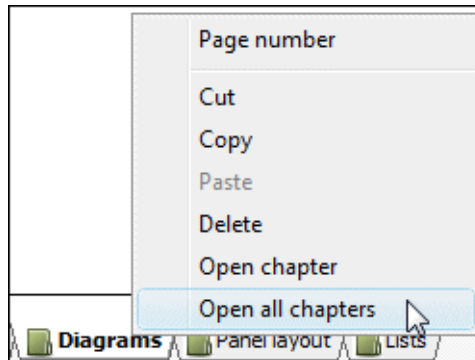 Page number
Cut
Copy
Paste
Delete
Open chapter
Open all chapters
Diagrams Panel layout Lists